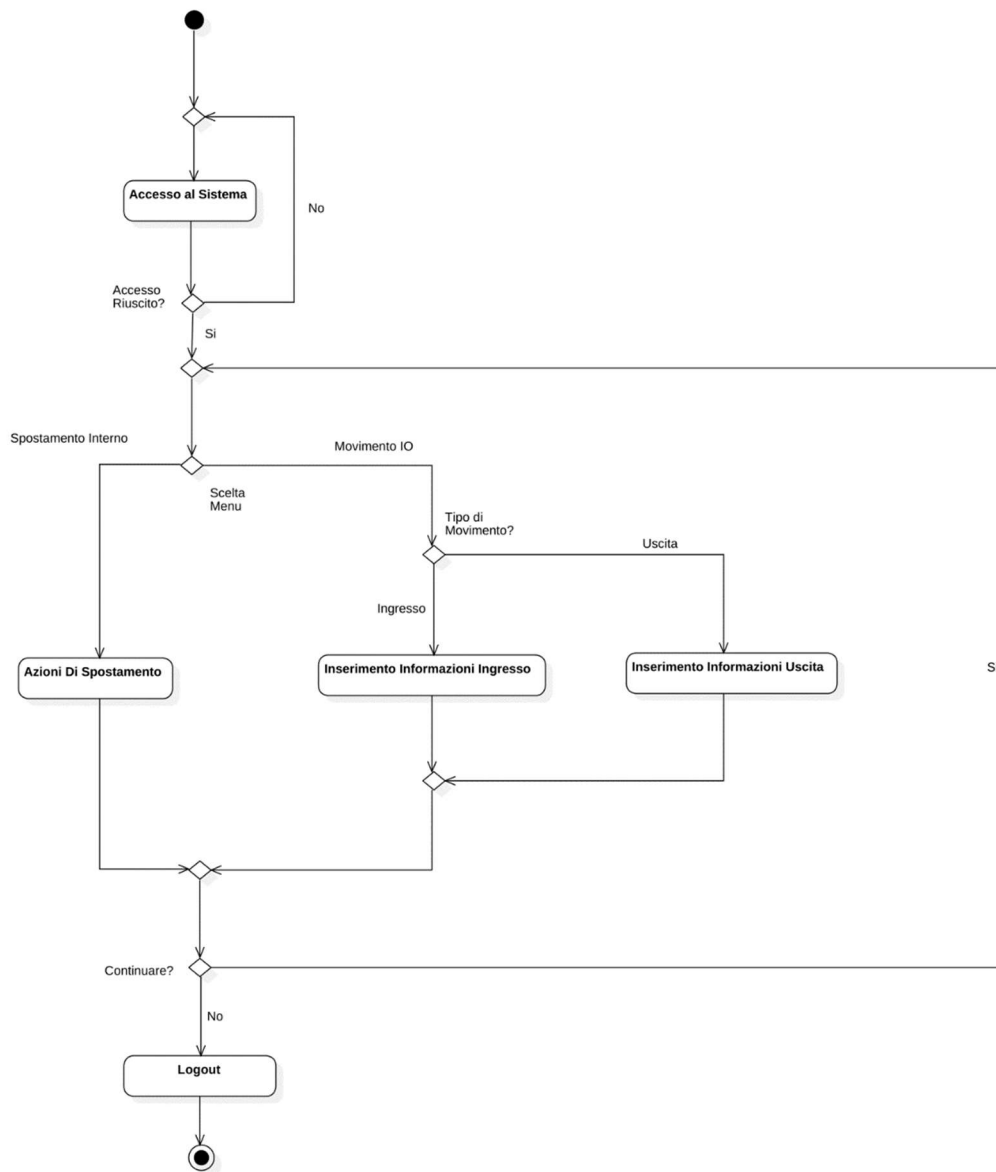 Accesso al Sistema
No
Accesso
Riuscito?
Si
Spostamento Interno
Movimento IO
Scelta
Menu
Tipo di
Movimento?
Uscita
Ingresso
Azioni Di Spostamento
Inserimento Informazioni Ingresso
Inserimento Informazioni Uscita
Continuare?
No
Logout